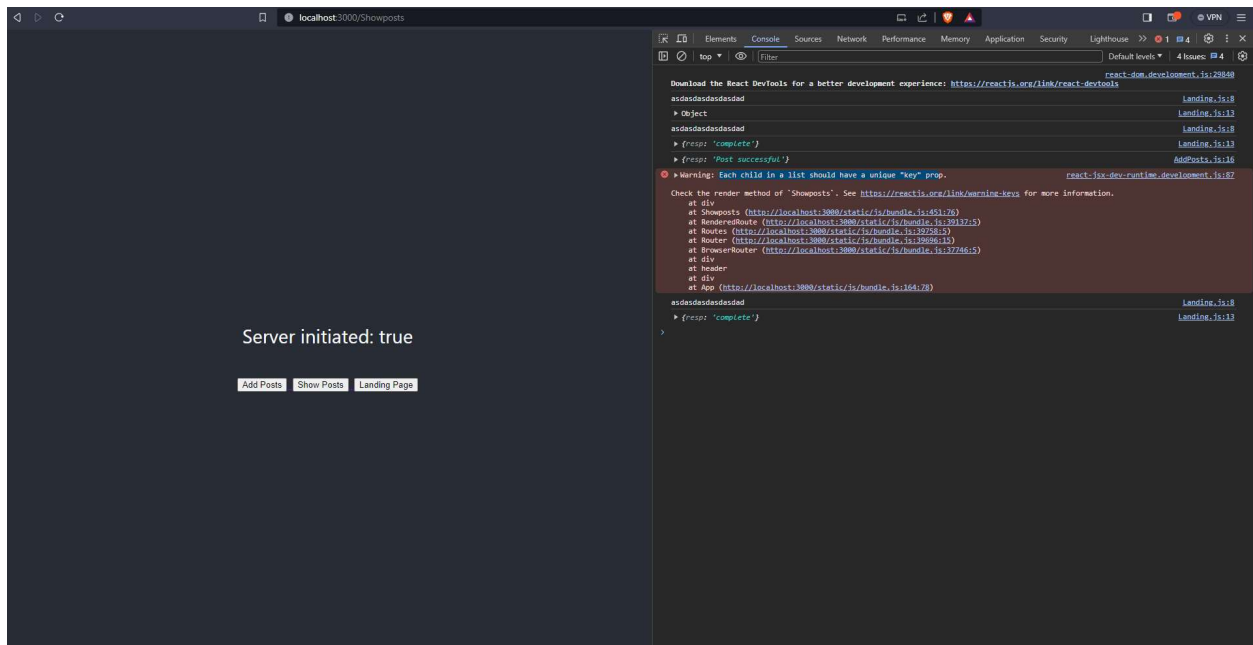 localhost:3000/Showposts
VPN
Elements Console Sources Network Performance Memory Application Security Lighthouse 1 4
top Filter Default levels 4 Issues: 4
react-dom.development.js:29840
Download the React DevTools for a better development experience: https://reactjs.org/link/react-devtools
asdasdasdasdasdad Landing.js:8
Object Landing.js:13
asdasdasdasdasdad Landing.js:8
{resp: 'complete'} Landing.js:13
{resp: 'Post successful'} AddPosts.js:16
Warning: Each child in a list should have a unique "key" prop. react-jsx-dev-runtime.development.js:87
Check the render method of `Showposts`. See https://reactjs.org/link/warning-keys for more information.
at div
at Showposts (http://localhost:3000/static/js/bundle.js:451:76)
at RenderedRoute (http://localhost:3000/static/js/bundle.js:39137:5)
at Routes (http://localhost:3000/static/js/bundle.js:39758:5)
at Router (http://localhost:3000/static/js/bundle.js:39696:15)
at BrowserRouter (http://localhost:3000/static/js/bundle.js:37746:5)
at div
at header
at div
at App (http://localhost:3000/static/js/bundle.js:164:78)
asdasdasdasdasdad Landing.js:8
{resp: 'complete'} Landing.js:13
Server initiated: true
Add Posts Show Posts Landing Page